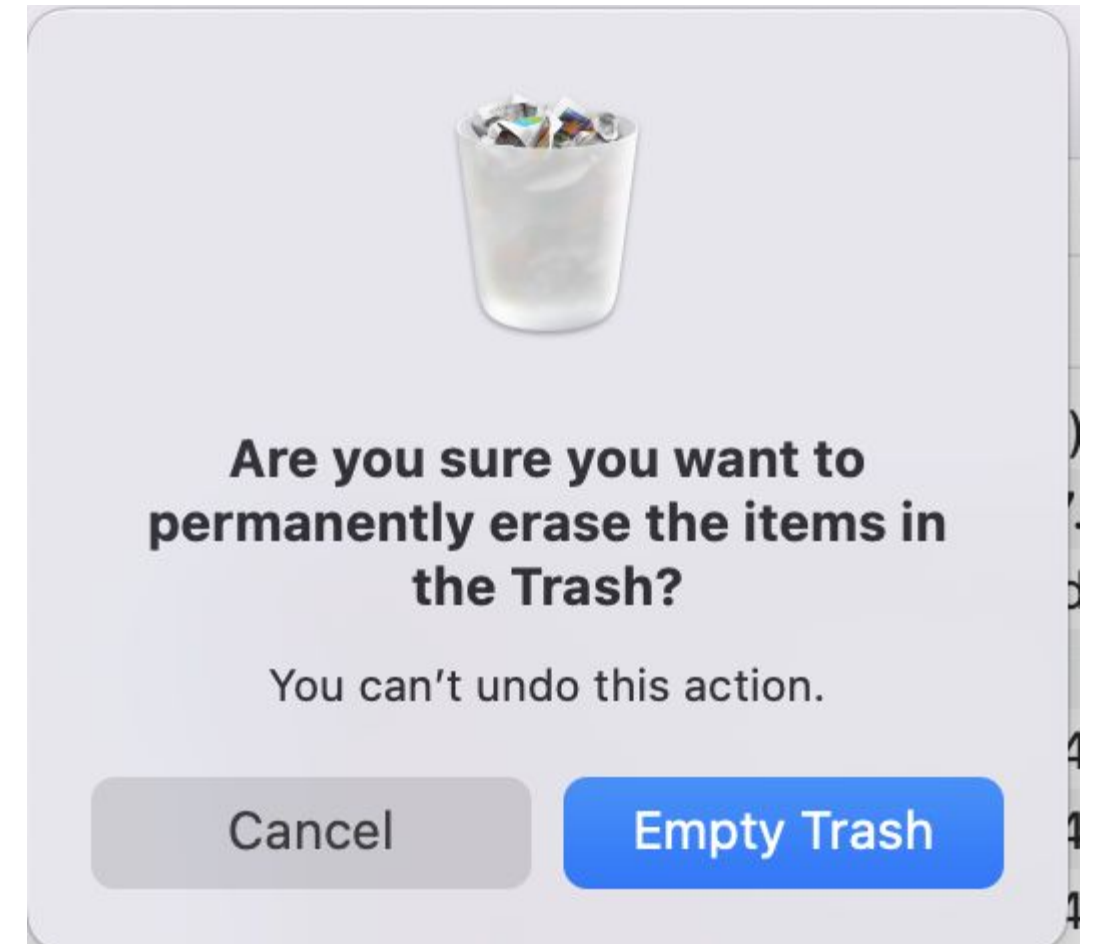 Are you sure you want to
permanently erase the items in
the Trash?
You can’t undo this action.
Cancel
Empty Trash